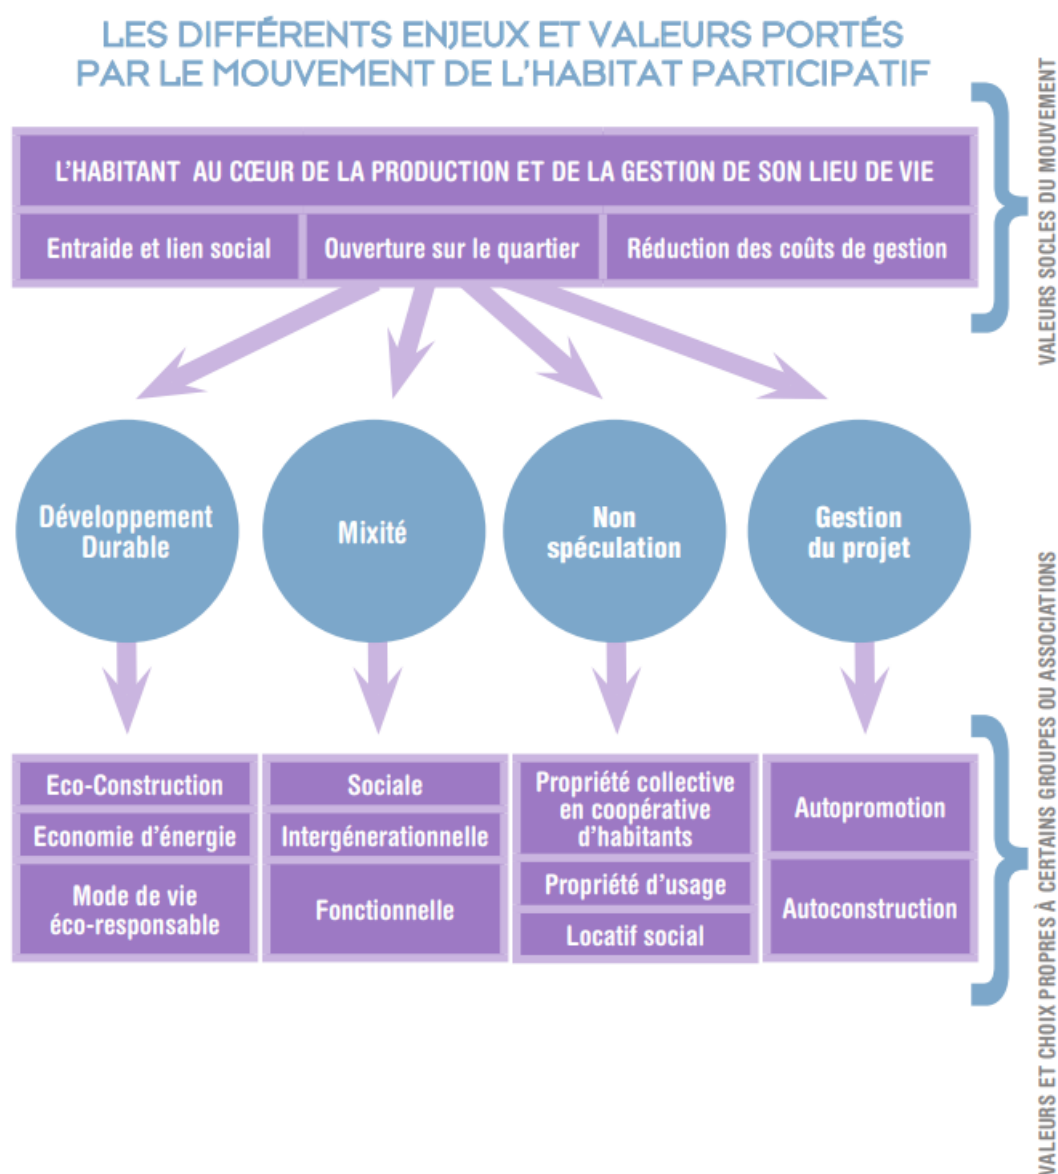 LES DIFFÉRENTS ENJEUX ET VALEURS PORTÉS
PAR LE MOUVEMENT DE L'HABITAT PARTICIPATIF
L'HABITANT AU CŒUR DE LA PRODUCTION ET DE LA GESTION DE SON LIEU DE VIE
Entraide et lien social
Ouverture sur le quartier
Réduction des coûts de gestion
VALEURS SOCLES DU MOUVEMENT
Développement
Durable
Mixité
Non
spéculation
Gestion
du projet
Eco-Construction
Economie d'énergie
Mode de vie
éco-responsable
Sociale
Intergénerationnelle
Fonctionnelle
Propriété collective
en coopérative
d'habitants
Propriété d'usage
Locatif social
Autopromotion
Autoconstruction
VALEURS ET CHOIX PROPRES À CERTAINS GROUPES OU ASSOCIATIONS